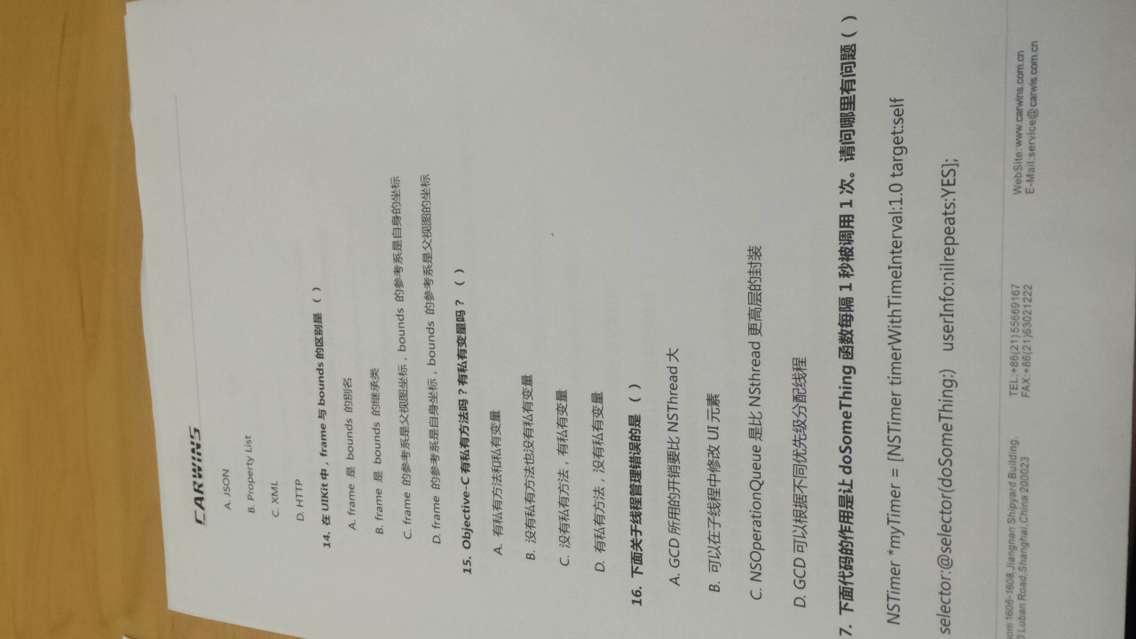 CARWINS
A. JSON
B. Property List
C. XML
D. HTTP
14. 在 UIKit 中，frame 与 bounds 的区别是 （ ）
A. frame 是 bounds 的别名
B. frame 是 bounds 的继承类
C. frame 的参考系是父视图坐标，bounds 的参考系是自身的坐标
D. frame 的参考系是自身坐标，bounds 的参考系是父视图的坐标
15. Objective-C 有私有方法吗？有私有变量吗？ （ ）
A. 有私有方法和私有变量
B. 没有私有方法也没有私有变量
C. 没有私有方法，有私有变量
D. 有私有方法，没有私有变量
16. 下面关于线程管理错误的是 （ ）
A. GCD 所用的开销要比 NSThread 大
B. 可以在子线程中修改 UI 元素
C. NSOperationQueue 是比 NSthread 更高层的封装
D. GCD 可以根据不同优先级分配线程
7. 下面代码的作用是让 doSomeThing 函数每隔 1 秒被调用 1 次。请问哪里有问题（ ）
NSTimer *myTimer = [NSTimer timerWithTimeInterval:1.0 target:self
selector:@selector(doSomeThing:) userInfo:nilrepeats:YES];
oom 1606-1608,Jiangnan Shipyard Building. TEL:+86(21)55669167 WebSite:www.carwins.com.cn
0 Luban Road,Shanghai,China 200023 FAX:+86(21)63021222 E-Mail:service@carwis.com.cn